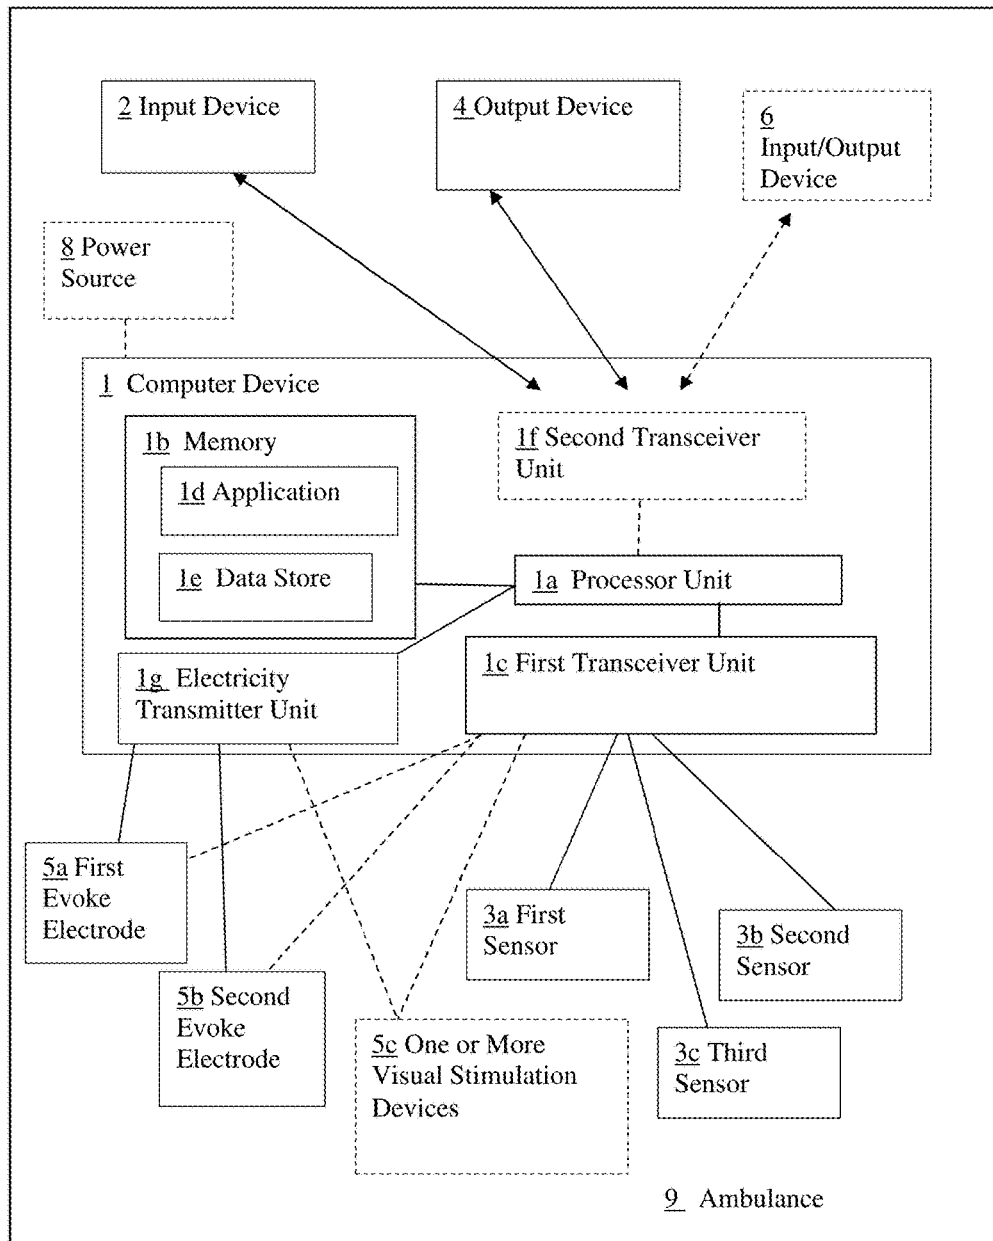 2 Input Device
4 Output Device
6
Input/Output
Device
8 Power
Source
1 Computer Device
1b Memory
1d Application
1e Data Store
1f Second Transceiver
Unit
1a Processor Unit
1c First Transceiver Unit
1g Electricity
Transmitter Unit
5a First
Evoke
Electrode
5b Second
Evoke
Electrode
5c One or More
Visual Stimulation
Devices
3a First
Sensor
3b Second
Sensor
3c Third
Sensor
9 Ambulance